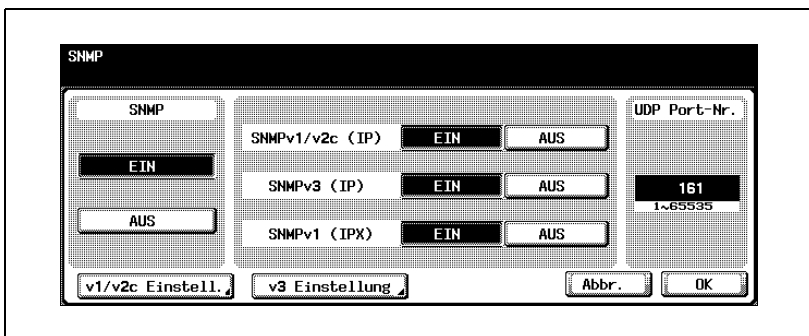 SNMP
SNMP
EIN
AUS
SNMPv1/v2c (IP) EIN AUS
SNMPv3 (IP) EIN AUS
SNMPv1 (IPX) EIN AUS
UDP Port-Nr.
161
1~65535
v1/v2c Einstell. v3 Einstellung Abbr. OK